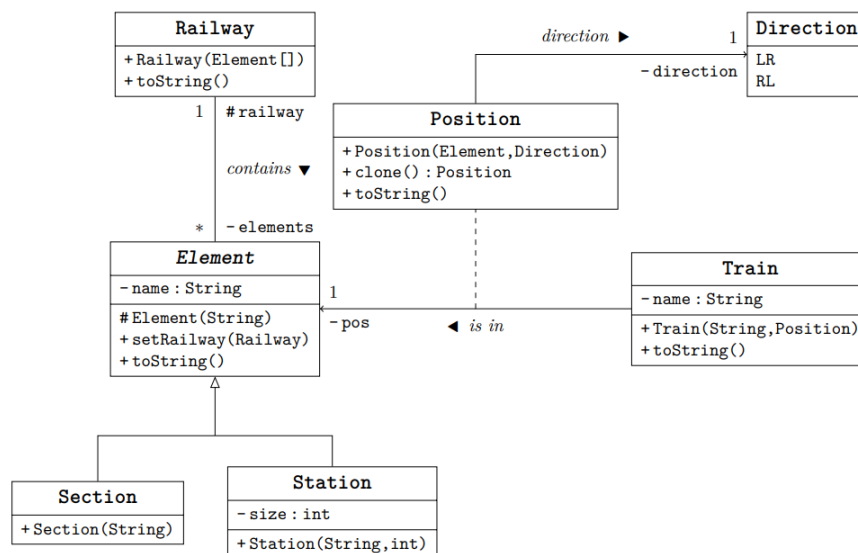 Railway
+ Railway(Element[])
+ toString()
1
# railway
contains ▼
*
- elements
direction ►
1
- direction
Direction
LR
RL
Position
+ Position(Element,Direction)
+ clone() : Position
+ toString()
Element
- name : String
# Element(String)
+ setRailway(Railway)
+ toString()
1
- pos
◄ is in
Train
- name : String
+ Train(String,Position)
+ toString()
Section
+ Section(String)
Station
- size : int
+ Station(String,int)